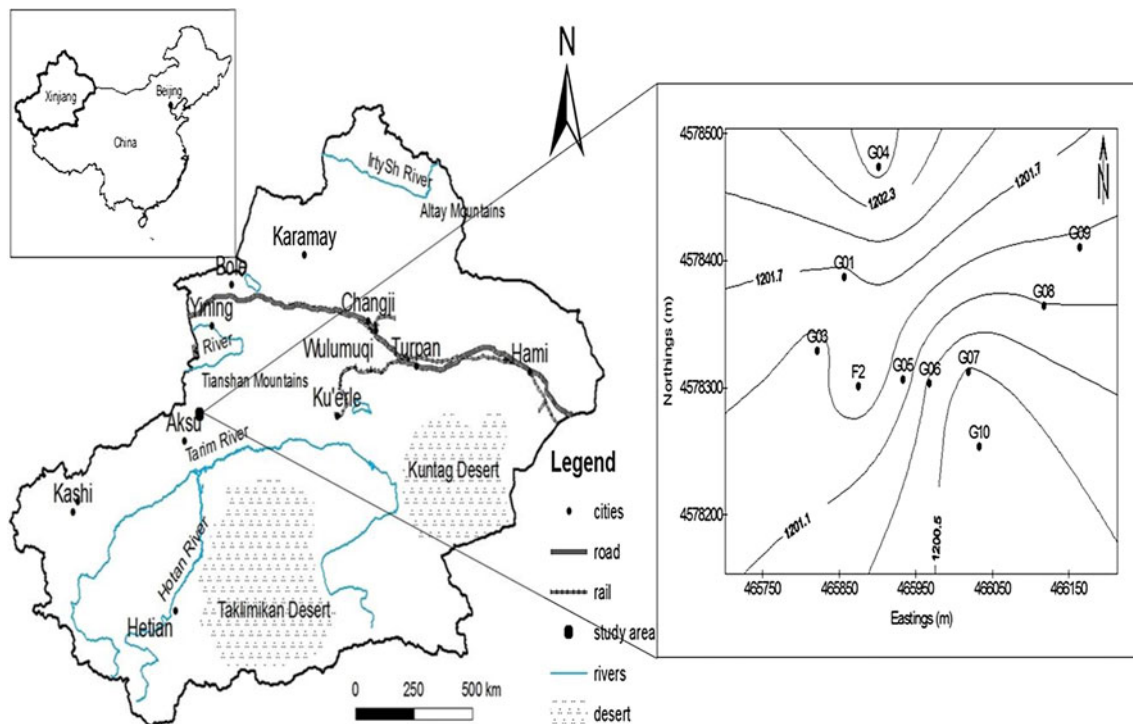 Xinjiang
Beijing
China
N
IrtySh River
Altay Mountains
Karamay
Bole
Yining
Changji
River
Wulumuqi
Turpan
Hami
Tianshan Mountains
Ku'erle
Aksu
Tarim River
Kashi
Kuntag Desert
Hotan River
Taklimikan Desert
Hetian
0 250 500 km
Legend
cities
road
rail
study area
rivers
desert
4578500
4578400
4578300
4578200
Northings (m)
N
G04
1202.3
1201.7
G09
G01
1201.7
G08
G03
F2
G05
G06
G07
G10
1201.1
1200.5
465750
465850
465950
466050
466150
Eastings (m)